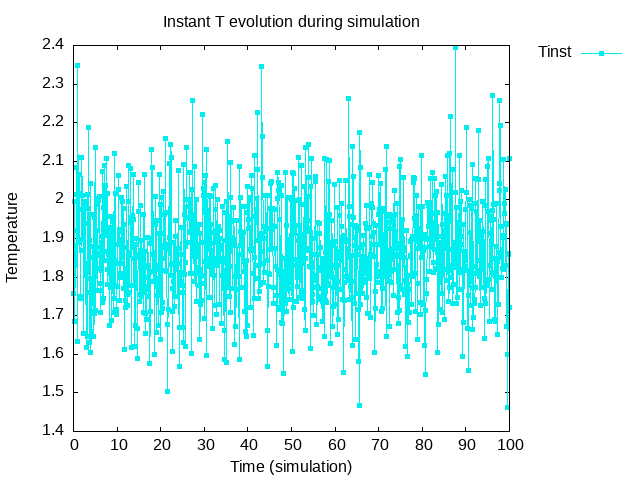 Instant T evolution during simulation
Tinst
2.4
2.3
2.2
2.1
2
1.9
1.8
1.7
1.6
1.5
1.4
Temperature
0 10 20 30 40 50 60 70 80 90 100
Time (simulation)